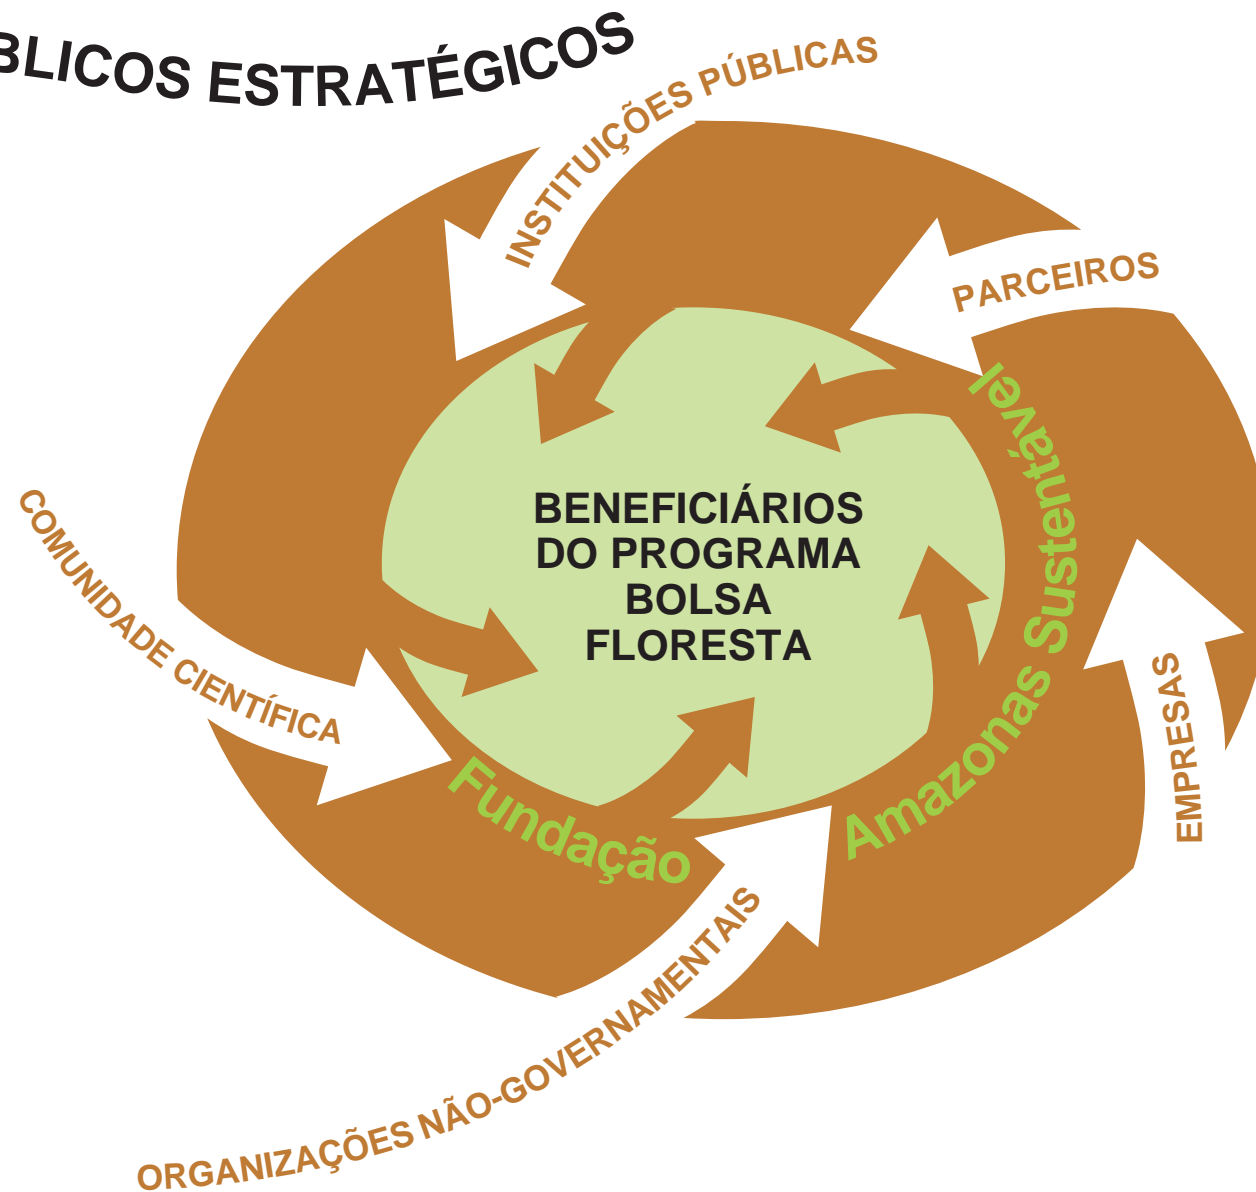 BLICOS ESTRATÉGICOS
INSTITUIÇÕES PÚBLICAS
PARCEIROS
COMUNIDADE CIENTÍFICA
BENEFICIÁRIOS
DO PROGRAMA
BOLSA
FLORESTA
EMPRESAS
Fundação Amazonas Sustentável
ORGANIZAÇÕES NÃO-GOVERNAMENTAIS